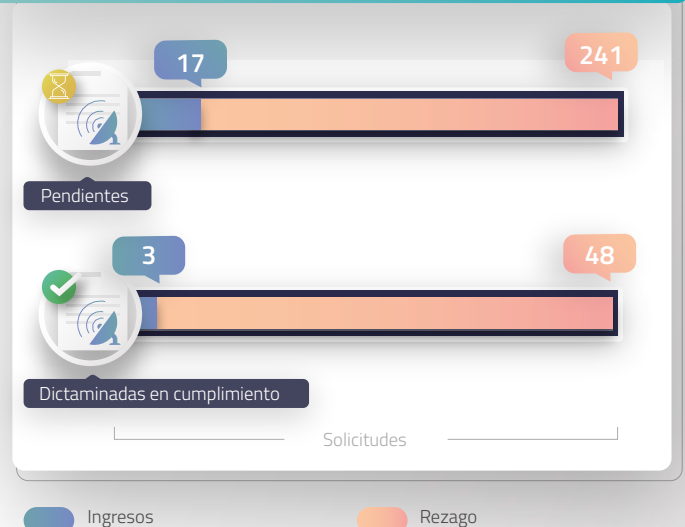 17
241
Pendientes
3
48
Dictaminadas en cumplimiento
Solicitudes
Ingresos
Rezago